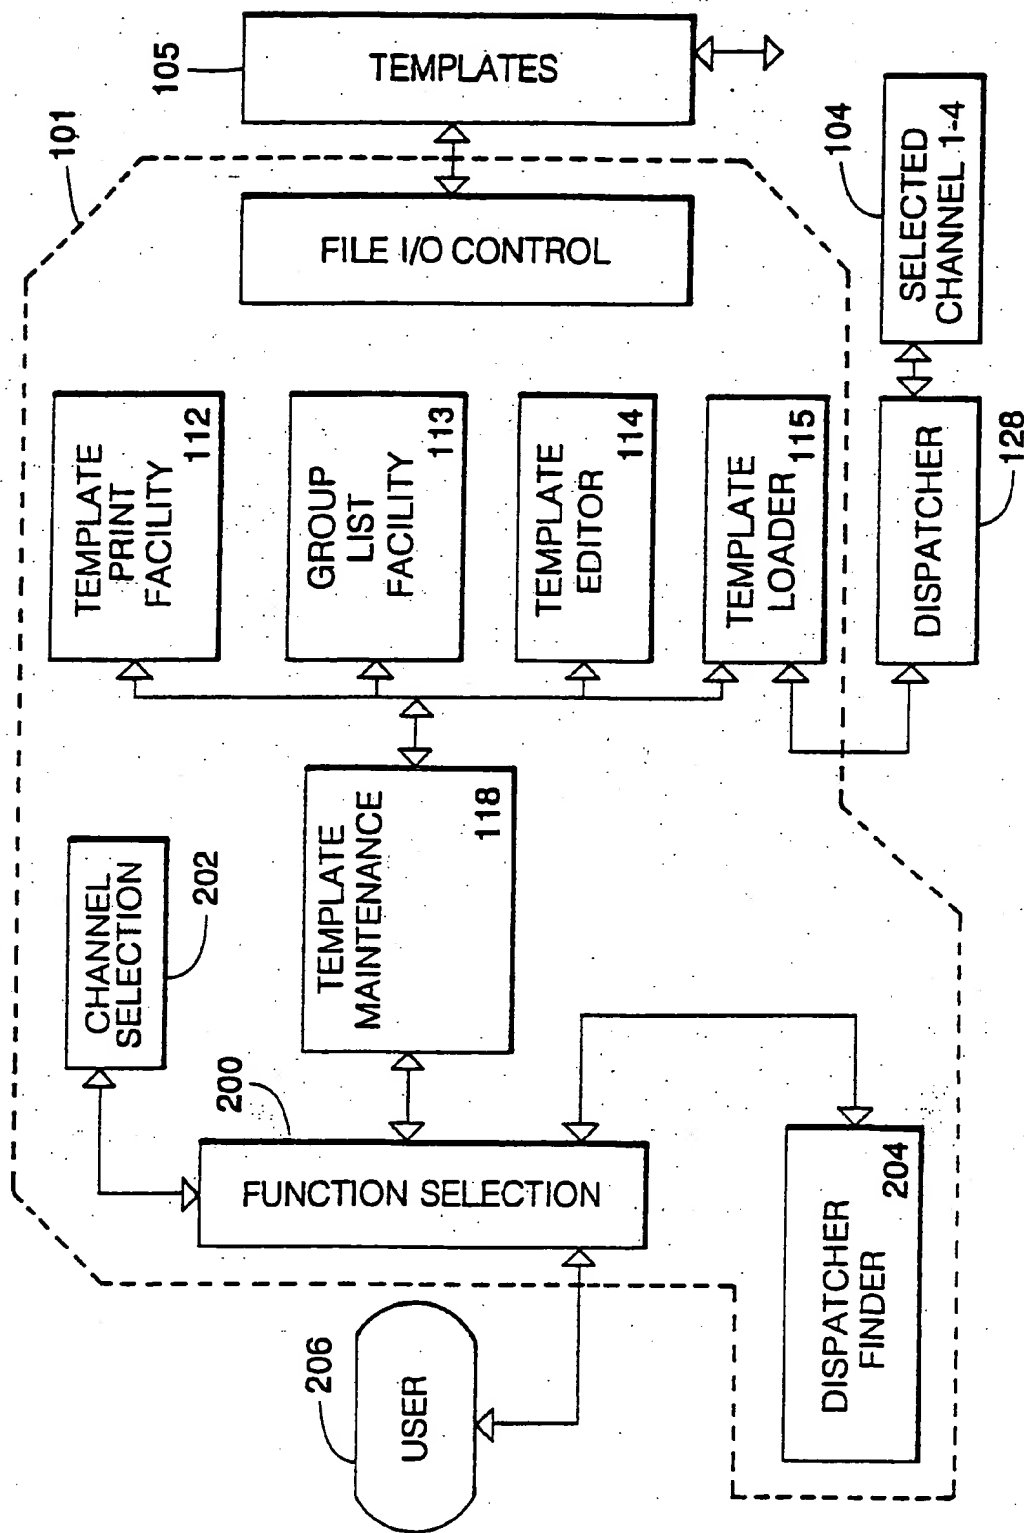 101
105
TEMPLATES
FILE I/O CONTROL
TEMPLATE
PRINT
FACILITY
112
GROUP
LIST
FACILITY
113
TEMPLATE
EDITOR
114
TEMPLATE
LOADER
115
104
SELECTED
CHANNEL 1-4
DISPATCHER
128
CHANNEL
SELECTION
202
TEMPLATE
MAINTENANCE
118
200
FUNCTION SELECTION
206
USER
DISPATCHER
FINDER
204